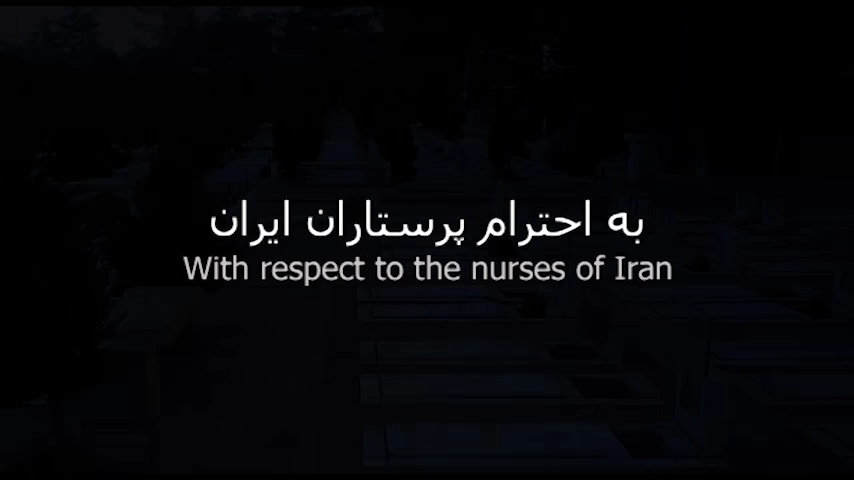 به احترام پرستاران ایران
With respect to the nurses of Iran